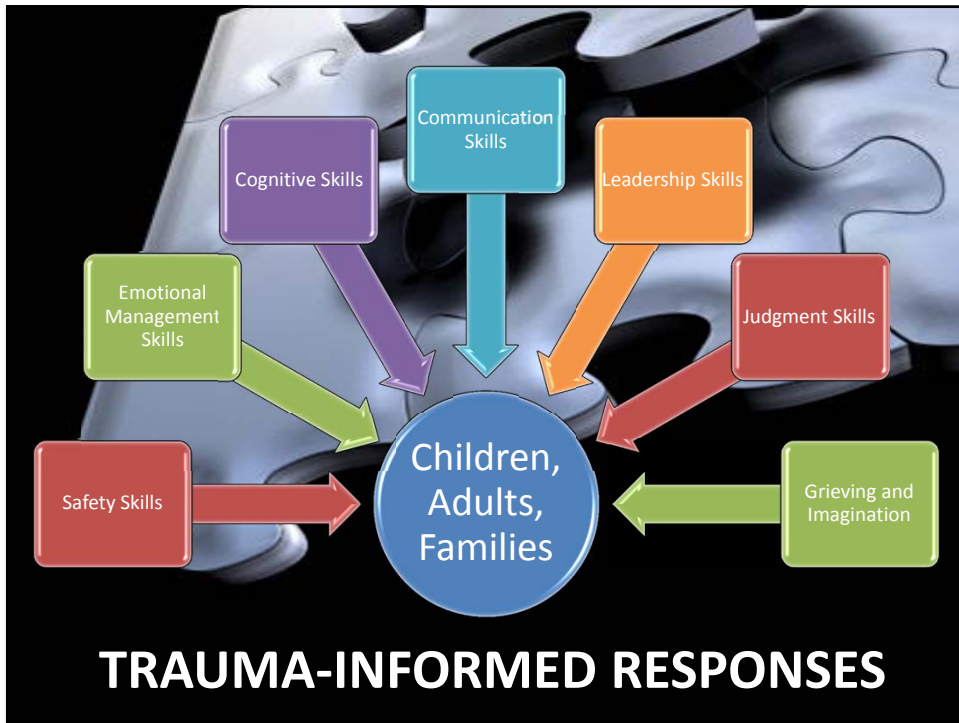 Communication
Skills
Cognitive Skills
Leadership Skills
Emotional
Management
Skills
Judgment Skills
Safety Skills
Children,
Adults,
Families
Grieving and
Imagination
TRAUMA-INFORMED RESPONSES